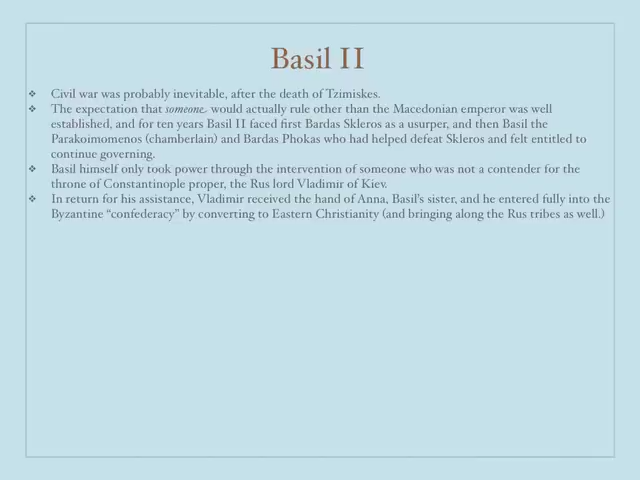 Basil II
❖ Civil war was probably inevitable, after the death of Tzimiskes.
❖ The expectation that someone would actually rule other than the Macedonian emperor was well
established, and for ten years Basil II faced first Bardas Skleros as a usurper, and then Basil the
Parakoimomenos (chamberlain) and Bardas Phokas who had helped defeat Skleros and felt entitled to
continue governing.
❖ Basil himself only took power through the intervention of someone who was not a contender for the
throne of Constantinople proper, the Rus lord Vladimir of Kiev.
❖ In return for his assistance, Vladimir received the hand of Anna, Basil's sister, and he entered fully into the
Byzantine “confederacy” by converting to Eastern Christianity (and bringing along the Rus tribes as well.)